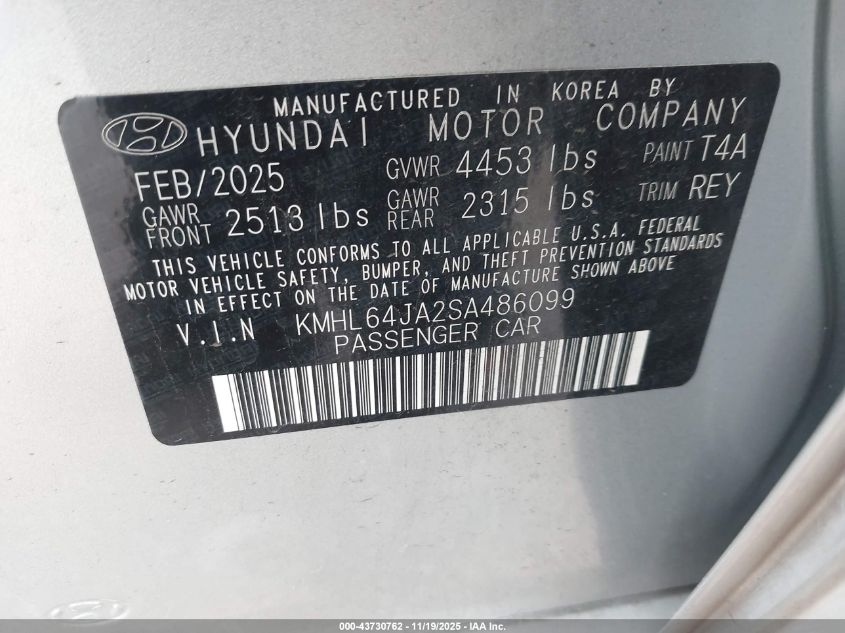 MANUFACTURED IN KOREA BY
HYUNDAI MOTOR COMPANY
FEB/2025 GVWR 4453 lbs PAINT T4A
GAWR FRONT 2513 lbs GAWR REAR 2315 lbs TRIM REY
THIS VEHICLE CONFORMS TO ALL APPLICABLE U.S.A. FEDERAL
MOTOR VEHICLE SAFETY, BUMPER, AND THEFT PREVENTION STANDARDS
IN EFFECT ON THE DATE OF MANUFACTURE SHOWN ABOVE
V.I.N KMHL64JA2SA486099
PASSENGER CAR
000-43730762 - 11/19/2025 - IAA Inc.